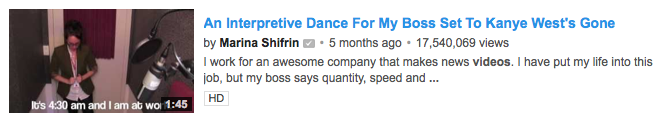 An Interpretive Dance For My Boss Set To Kanye West's Gone
by Marina Shifrin • 5 months ago • 17,540,069 views
I work for an awesome company that makes news videos. I have put my life into this
job, but my boss says quantity, speed and ...
HD
It's 4:30 am and I am at
1:45